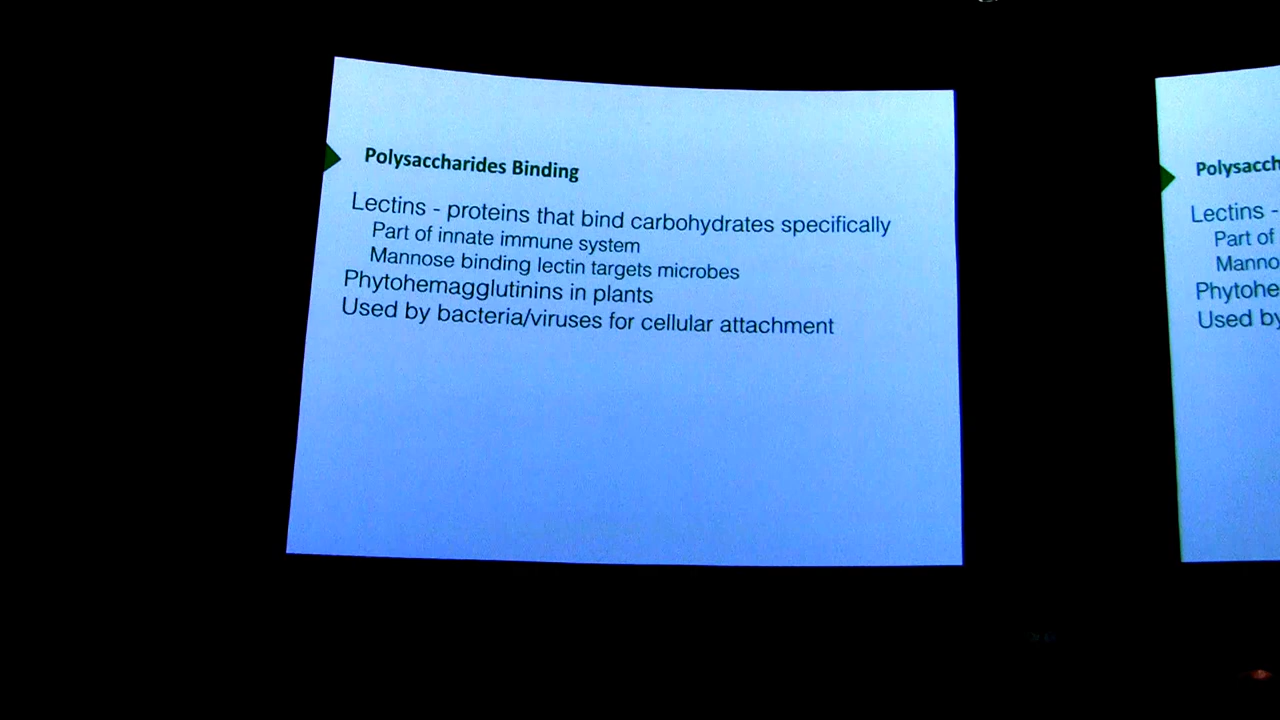 Polysaccharides Binding
Lectins - proteins that bind carbohydrates specifically
Part of innate immune system
Mannose binding lectin targets microbes
Phytohemagglutinins in plants
Used by bacteria/viruses for cellular attachment
Polysacch
Lectins -
Part of
Manno
Phytohe
Used by